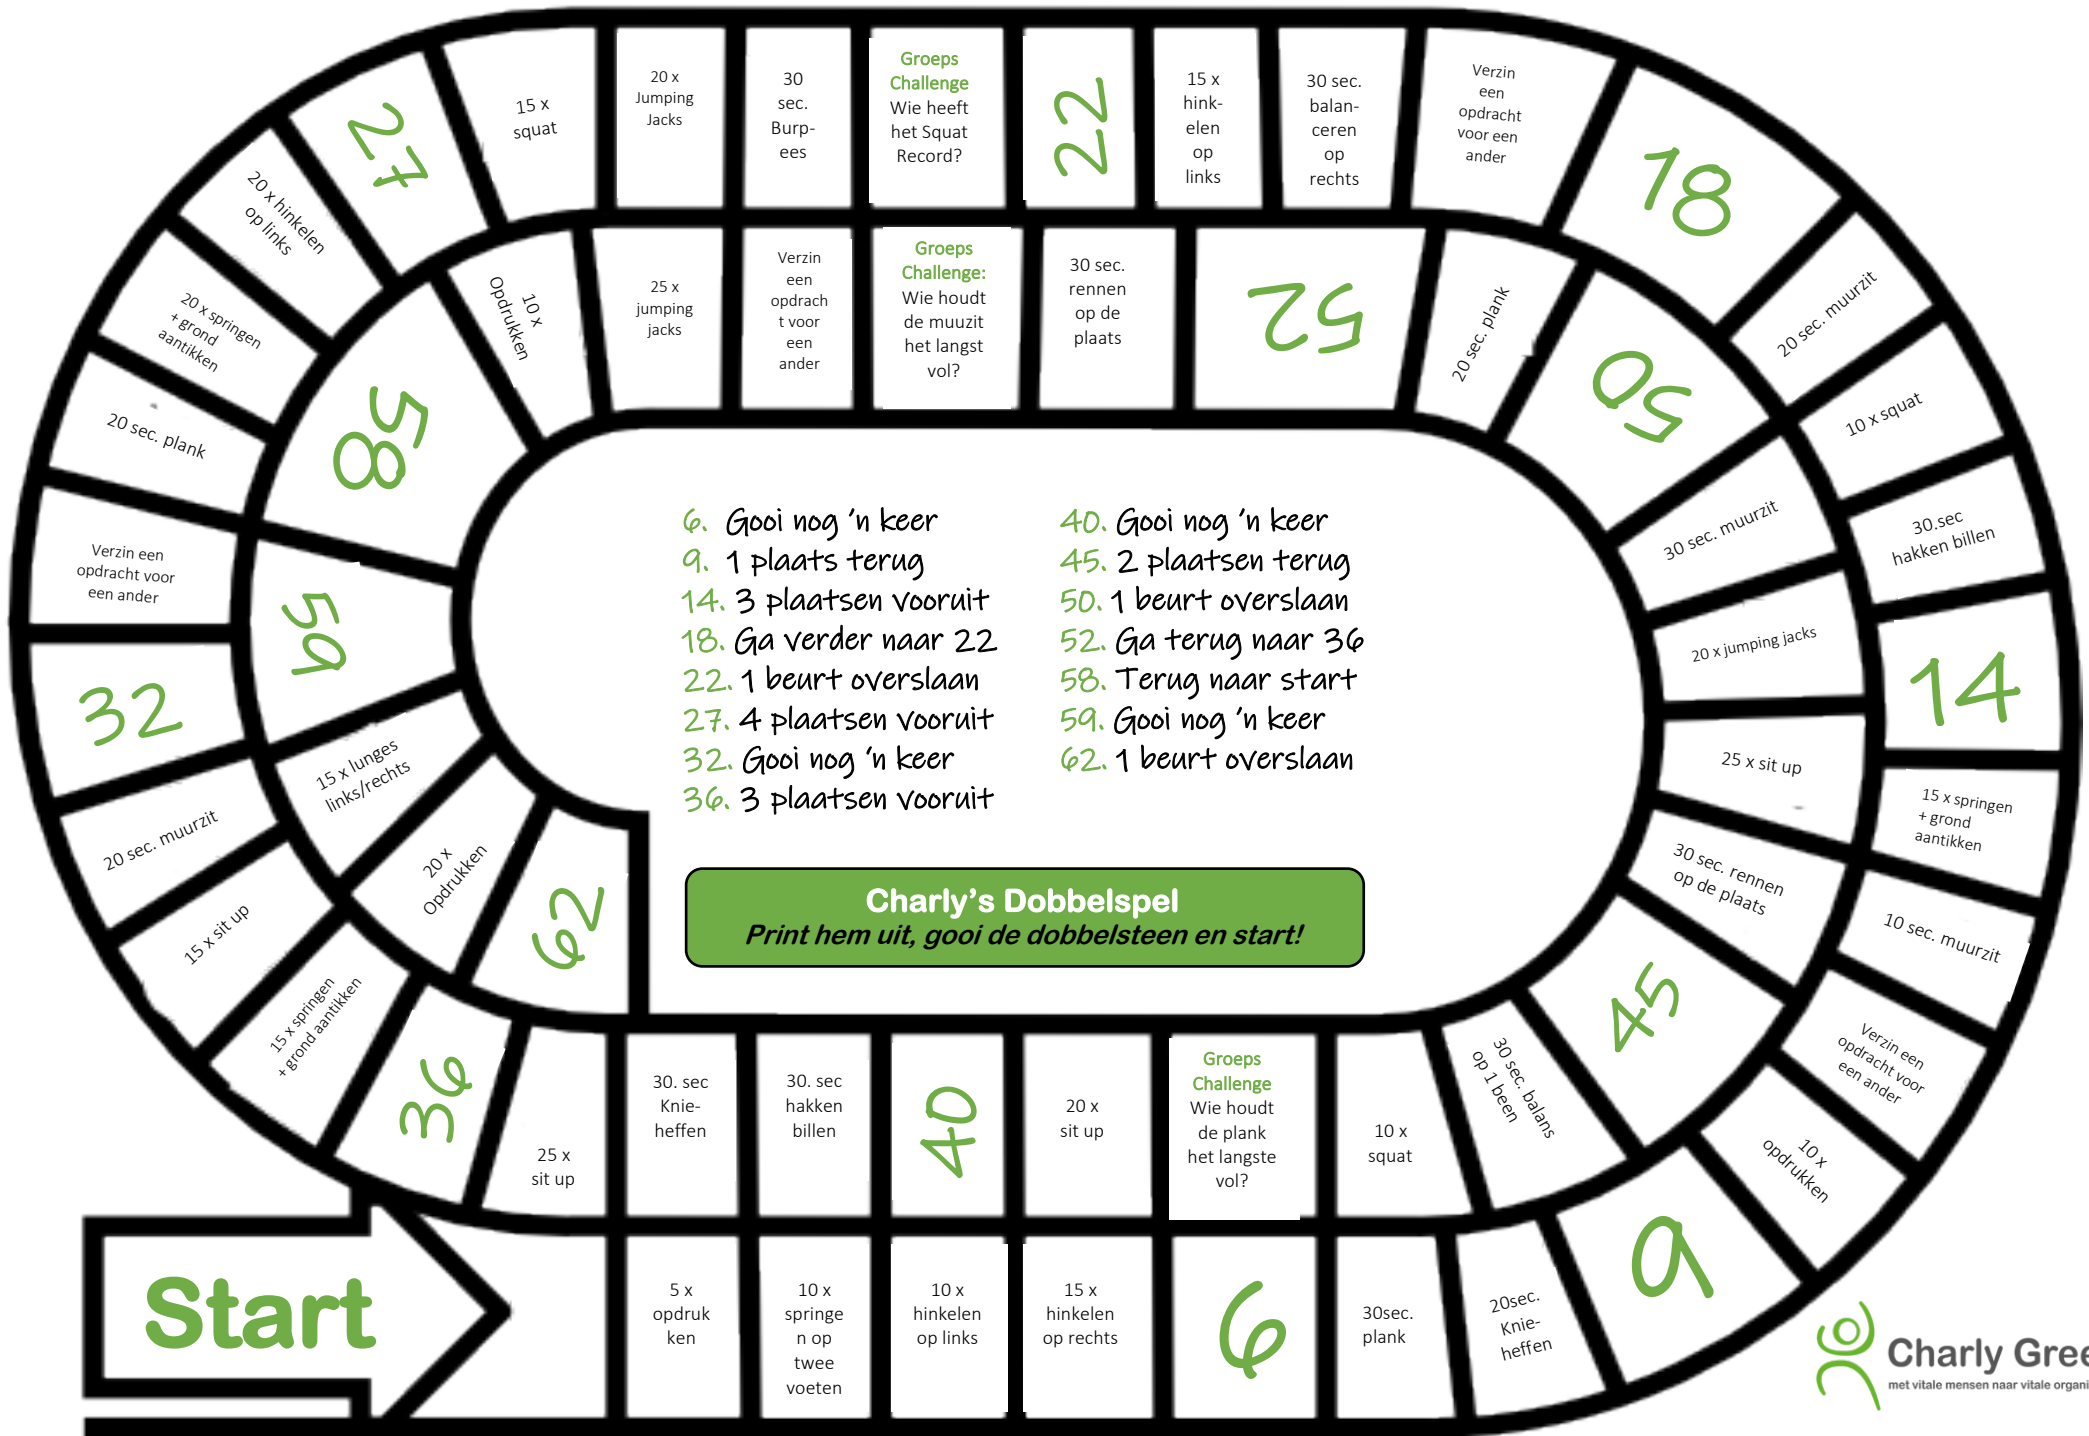 Start
5 x
opdruk
ken
10 x
springe
n op
twee
voeten
10 x
hinkelen
op links
15 x
hinkelen
op rechts
6
30sec.
plank
20sec.
Knie-
heffen
9
10 x
opdrukken
Verzin een
opdracht voor
een ander
10 sec. muurzit
15 x springen
+ grond
aantikken
14
30.sec
hakken billen
10 x squat
20 sec. muurzit
18
Verzin
een
opdracht
voor een
ander
30 sec.
balan-
ceren
op
rechts
15 x
hink-
elen
op
links
22
Groeps
Challenge
Wie heeft
het Squat
Record?
30
sec.
Burp-
ees
20 x
Jumping
Jacks
15 x
squat
27
20 x hinkelen
op links
20 x springen
+ grond
aantikken
20 sec. plank
Verzin een
opdracht voor
een ander
32
20 sec. muurzit
15 x sit up
15 x springen
+ grond aantikken
36
25 x
sit up
30. sec
Knie-
heffen
30. sec
hakken
billen
40
20 x
sit up
Groeps
Challenge
Wie houdt
de plank
het langste
vol?
10 x
squat
30 sec. balans
op 1 been
45
30 sec. rennen
op de plaats
25 x sit up
20 x jumping jacks
30 sec. muurzit
50
20 sec. plank
52
30 sec.
rennen
op de
plaats
Groeps
Challenge:
Wie houdt
de muuzit
het langst
vol?
Verzin
een
opdrach
t voor
een
ander
25 x
jumping
jacks
10 x
Opdrukken
58
59
15 x lunges
links/rechts
20 x
Opdrukken
62
6. Gooi nog 'n keer
9. 1 plaats terug
14. 3 plaatsen vooruit
18. Ga verder naar 22
22. 1 beurt overslaan
27. 4 plaatsen vooruit
32. Gooi nog 'n keer
36. 3 plaatsen vooruit
40. Gooi nog 'n keer
45. 2 plaatsen terug
50. 1 beurt overslaan
52. Ga terug naar 36
58. Terug naar start
59. Gooi nog 'n keer
62. 1 beurt overslaan
Charly's Dobbelspel
Print hem uit, gooi de dobbelsteen en start!
Charly Gree
met vitale mensen naar vitale organi